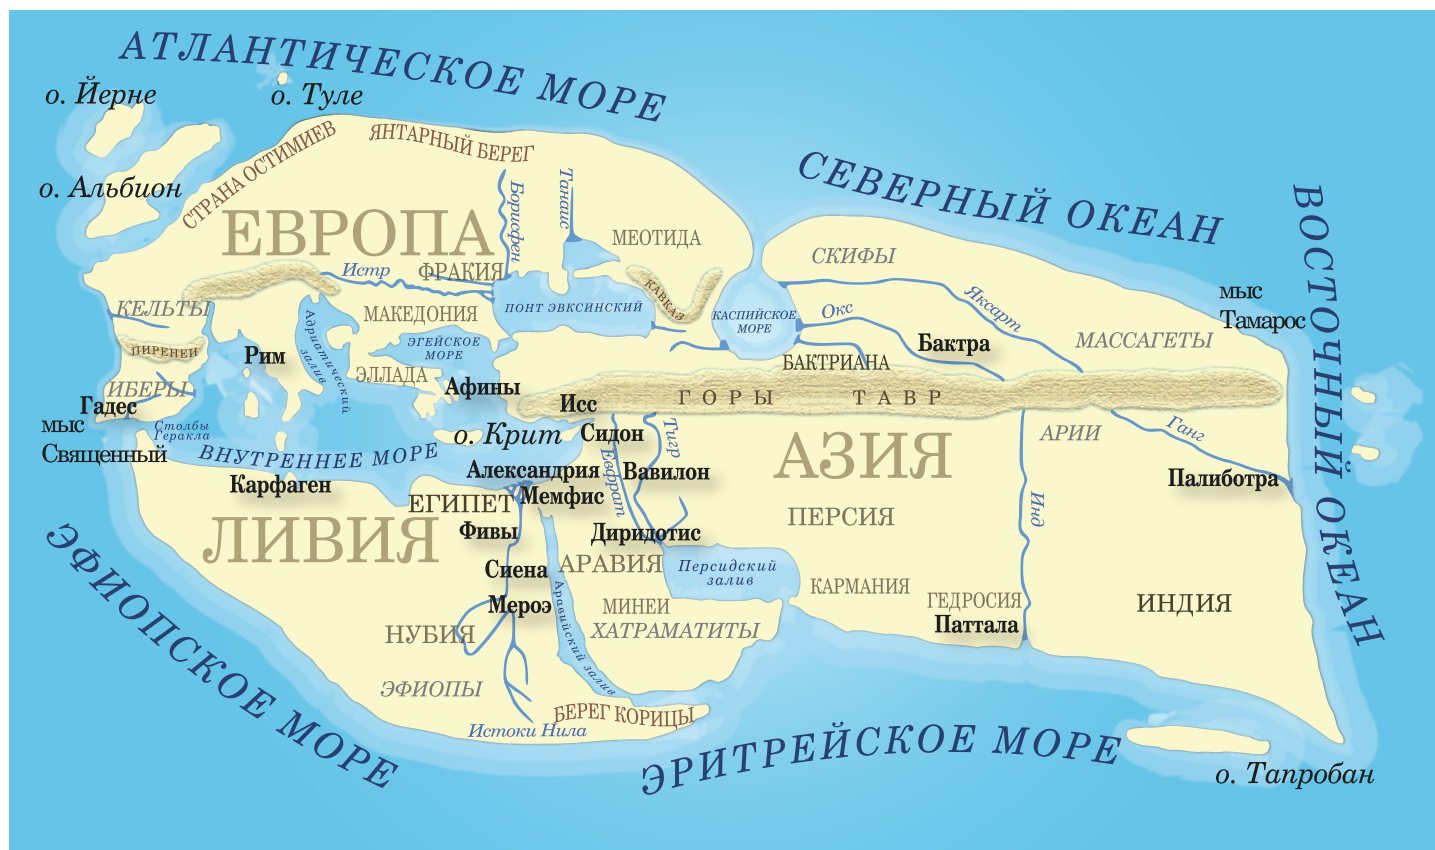 АТЛАНТИЧЕСКОЕ МОРЕ
о. Йерне
о. Туле
ЯНТАРНЫЙ БЕРЕГ
СТРАНА ОСТИМИЕВ
о. Альбион
СЕВЕРНЫЙ ОКЕАН
ВОСТОЧНЫЙ ОКЕАН
ЕВРОПА
Борисфен
Танаис
МЕОТИДА
СКИФЫ
Истр
ФРАКИЯ
КАВКАЗ
ПОНТ ЭВКСИНСКИЙ
КАСПИЙСКОЕ
МОРЕ
Окс
Яксарт
мыс
Тамарос
КЕЛЬТЫ
МАКЕДОНИЯ
Адриатический
залив
ЭГЕЙСКОЕ
МОРЕ
МАССАГЕТЫ
Бактра
ПИРЕНЕИ
Рим
БАКТРИАНА
ЭЛЛАДА
ИБЕРЫ
Афины
Гадес
Исс
ГОРЫ ТАВР
мыс
Священный
Столбы
Геракла
о. Крит
Сидон
Тигр
АРИИ
Ганг
ВНУТРЕННЕЕ МОРЕ
АЗИЯ
Александрия
Евфрат
Вавилон
Палиботра
Карфаген
ЕГИПЕТ
Мемфис
Инд
ПЕРСИЯ
ЛИВИЯ
Фивы
Диридотис
ЭФИОПСКОЕ МОРЕ
Сиена
АРАВИЯ
Персидский
залив
КАРМАНИЯ
Мероэ
Аравийский залив
МИНЕИ
ХАТРАМАТИТЫ
ГЕДРОСИЯ
Паттала
ИНДИЯ
НУБИЯ
ЭФИОПЫ
БЕРЕГ КОРИЦЫ
Истоки Нила
ЭРИТРЕЙСКОЕ МОРЕ
о. Тапробан